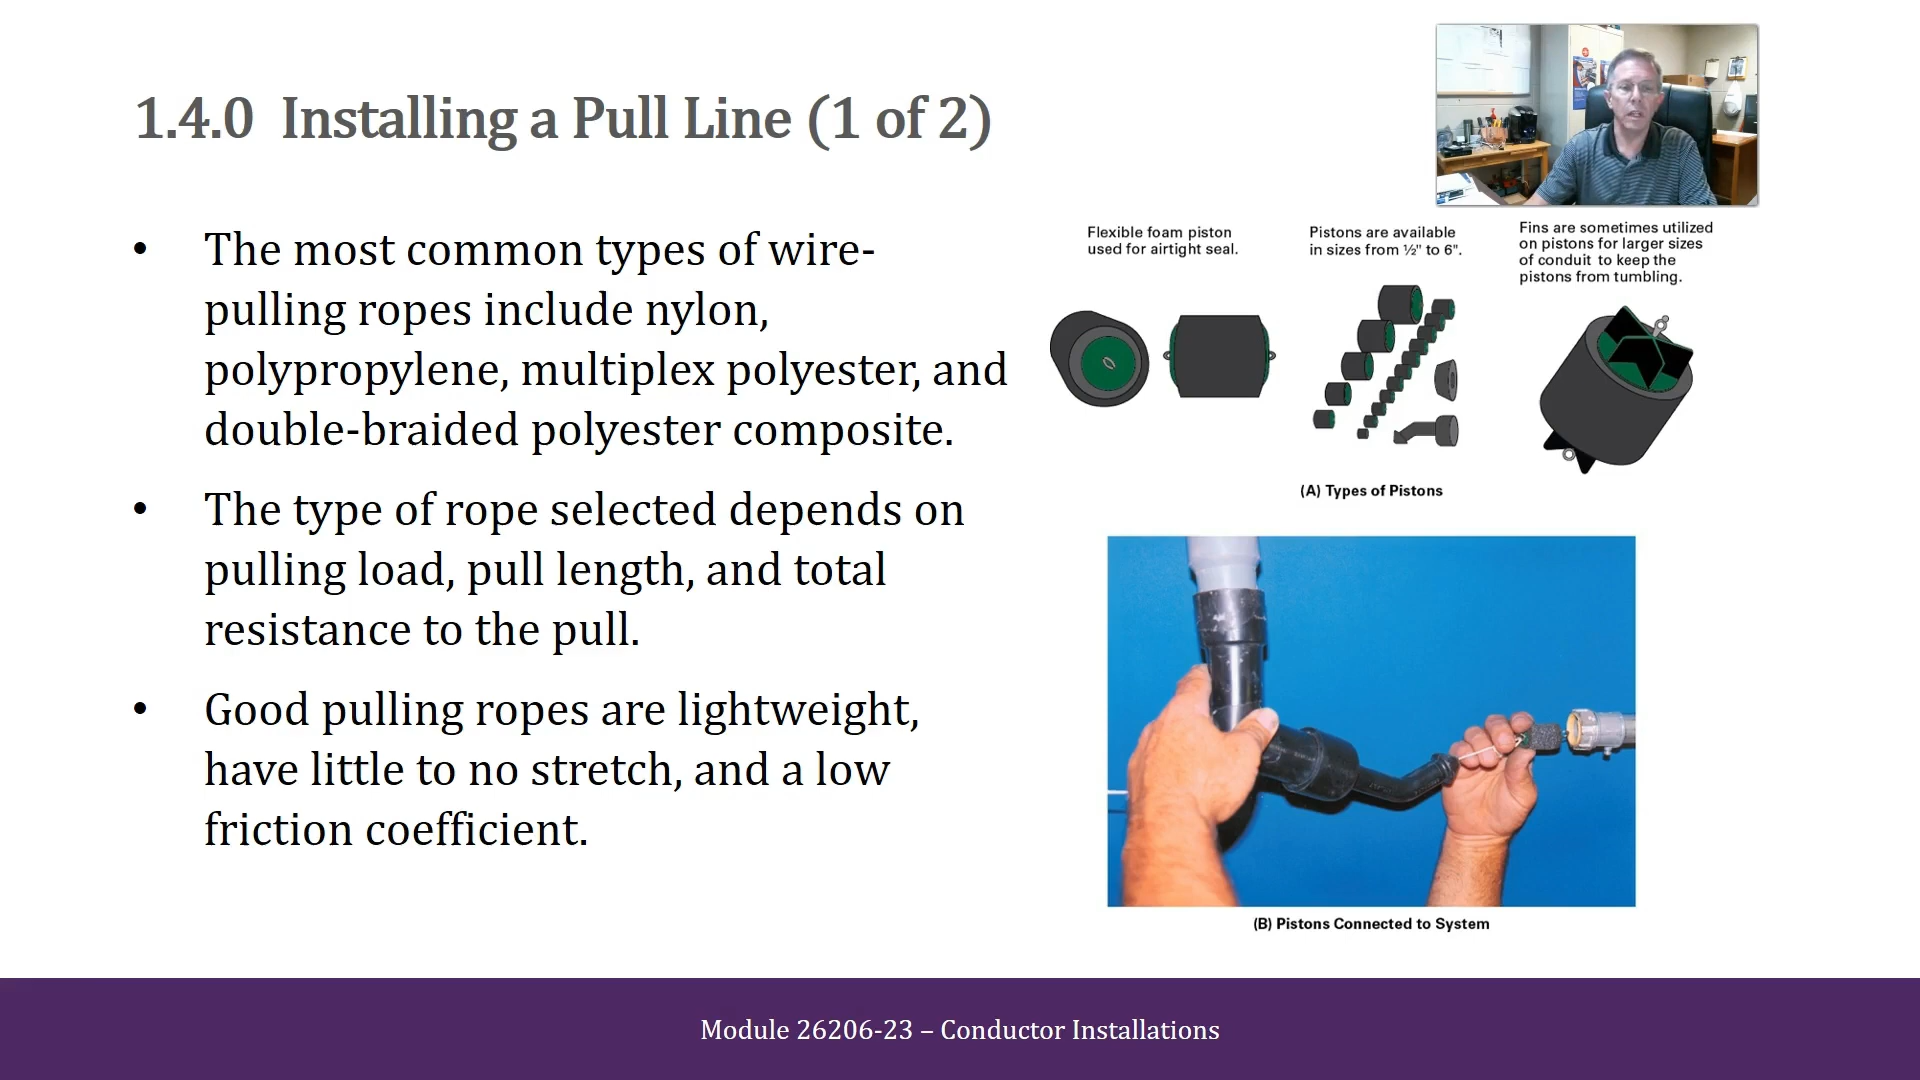 1.4.0 Installing a Pull Line (1 of 2)
• The most common types of wire-
pulling ropes include nylon,
polypropylene, multiplex polyester, and
double-braided polyester composite.
• The type of rope selected depends on
pulling load, pull length, and total
resistance to the pull.
• Good pulling ropes are lightweight,
have little to no stretch, and a low
friction coefficient.
Flexible foam piston
used for airtight seal.
Pistons are available
in sizes from ½" to 6".
Fins are sometimes utilized
on pistons for larger sizes
of conduit to keep the
pistons from tumbling.
(A) Types of Pistons
(B) Pistons Connected to System
Module 26206-23 – Conductor Installations